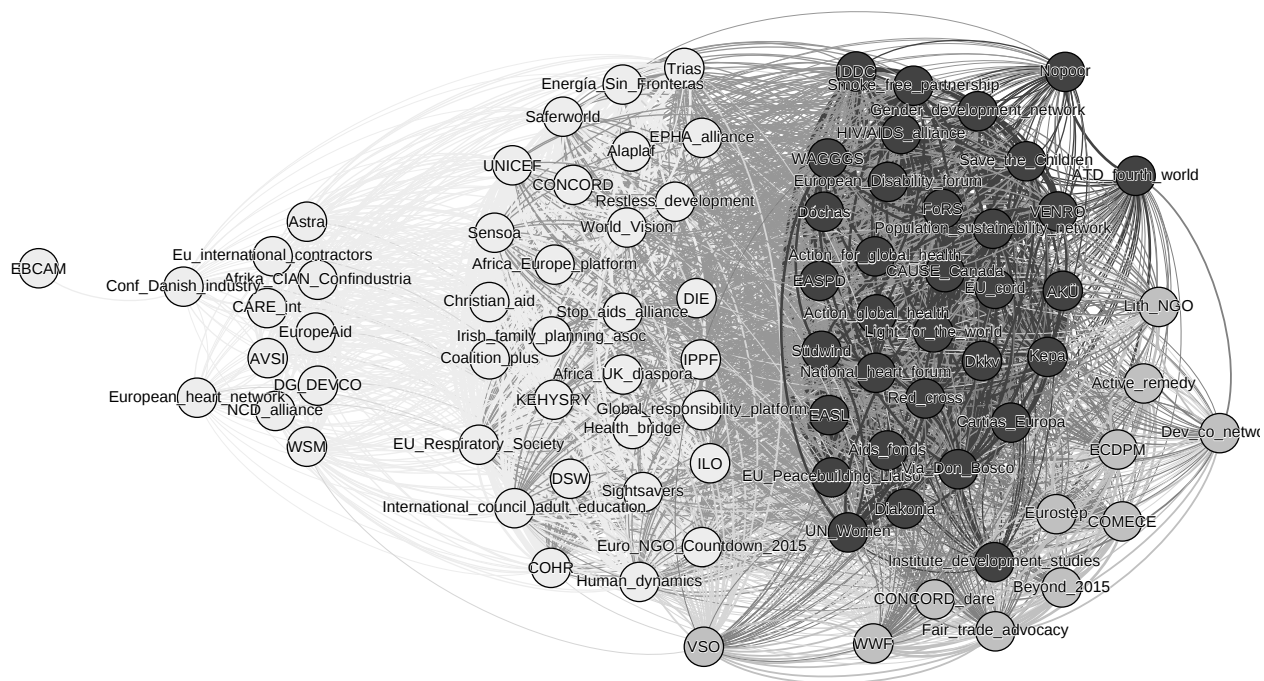 EBCAM
Conf_Danish_industry
European_heart_network
Astra
Eu_international_contractors
CIAN_Confindustria
CARE_int
EuropeAid
AVSI
DG_DEVCO
NCD_alliance
WSM
Trias
Energía_Sin_Fronteras
Saferworld
EPHA_alliance
Alaplaf
UNICEF
CONCORD
Restless_development
World_Vision
Sensoa
Africa_Europe_platform
DIE
Christian_aid
Stop_aids_alliance
Irish_family_planning_asoc
Coalition_plus
IPPF
Africa_UK_diaspora
KEHYSRY
Global_responsibility_platform
Health_bridge
EU_Respiratory_Society
ILO
DSW
Sightsavers
International_council_adult_education
Euro_NGO_Countdown_2015
COHR
Human_dynamics
VSO
IDDC
Smoke_free_partnership
Nopoor
Gender_development_network
HIV/AIDS_alliance
WAGGGS
Save_the_Children
ATD_fourth_world
European_Disability_forum
Dóchas
FoRS
VENRO
Population_sustainability_network
Action_for_global_health
CAUSE_Canada
EASPD
EU_cord
AKÜ
Lith_NGO
Action_global_health
Light_for_the_world
Südwind
Dkkv
Kepa
National_heart_forum
Active_remedy
Red_cross
EASL
Cartias_Europa
Dev_co_netwo
Aids_fonds
ECDPM
EU_Peacebuilding_Liaiso
Via_Don_Bosco
Diakonia
UN_Women
Eurostep
COMECE
Institute_development_studies
Beyond_2015
CONCORD_dare
Fair_trade_advocacy
WWF